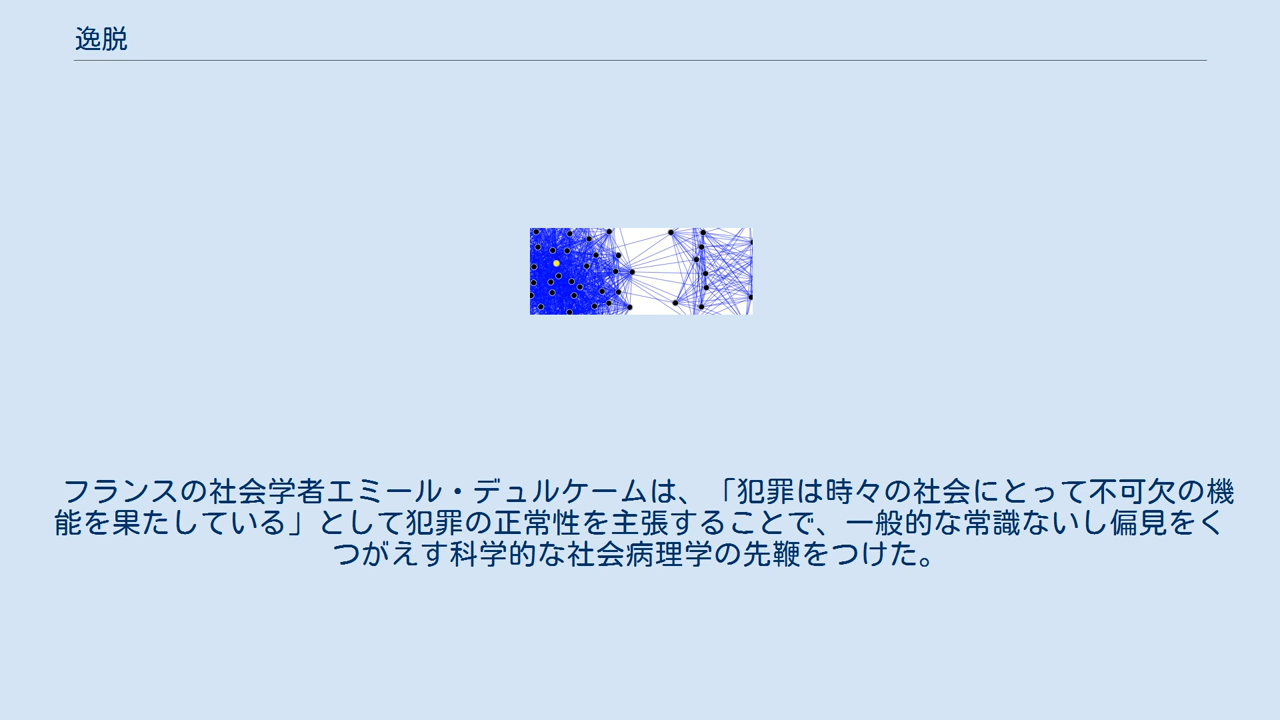 逸脱
フランスの社会学者エミール・デュルケームは、「犯罪は時々の社会にとって不可欠の機
能を果たしている」として犯罪の正常性を主張することで、一般的な常識ないし偏見をく
つがえす科学的な社会病理学の先鞭をつけた。